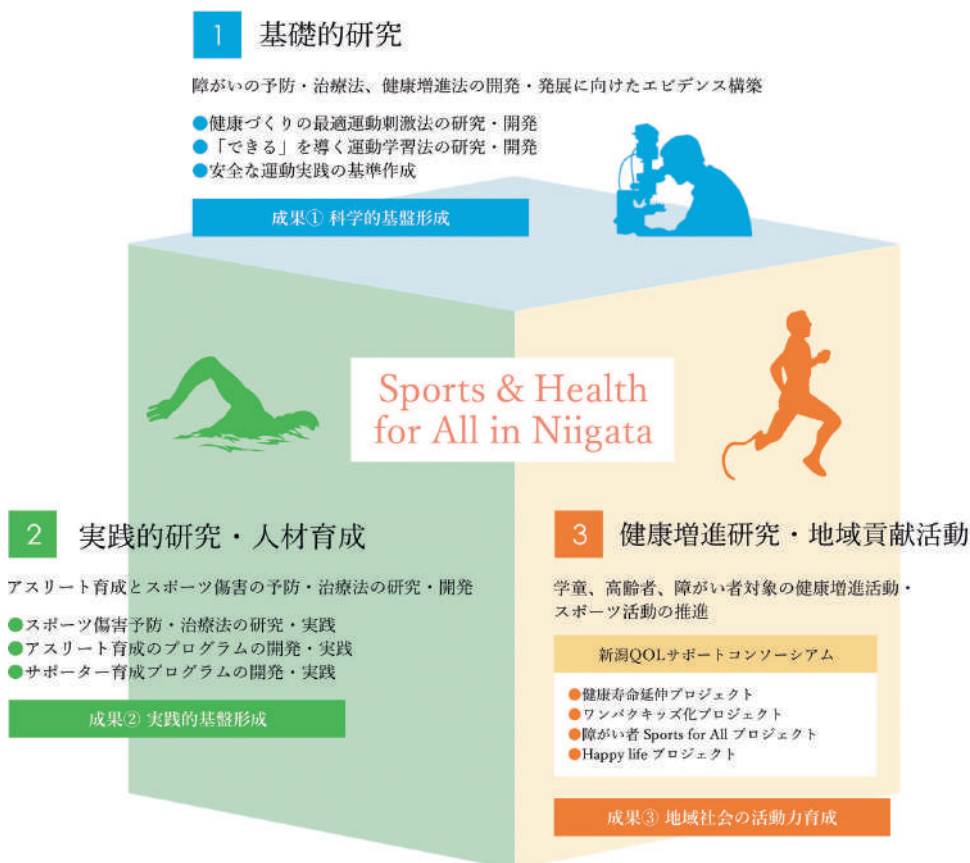 1 基礎的研究
障がいの予防・治療法、健康増進法の開発・発展に向けたエビデンス構築
●健康づくりの最適運動刺激法の研究・開発
●「できる」を導く運動学習法の研究・開発
●安全な運動実践の基準作成
成果① 科学的基盤形成
Sports & Health
for All in Niigata
2 実践的研究・人材育成
アスリート育成とスポーツ傷害の予防・治療法の研究・開発
●スポーツ傷害予防・治療法の研究・実践
●アスリート育成のプログラムの開発・実践
●サポーター育成プログラムの開発・実践
成果② 実践的基盤形成
3 健康増進研究・地域貢献活動
学童、高齢者、障がい者対象の健康増進活動・
スポーツ活動の推進
新潟QOLサポートコンソーシアム
●健康寿命延伸プロジェクト
●ワンパクキッズ化プロジェクト
●障がい者 Sports for All プロジェクト
●Happy life プロジェクト
成果③ 地域社会の活動力育成